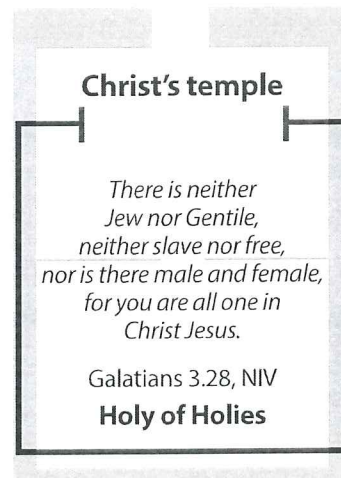 Christ's temple
There is neither
Jew nor Gentile,
neither slave nor free,
nor is there male and female,
for you are all one in
Christ Jesus.
Galatians 3.28, NIV
Holy of Holies